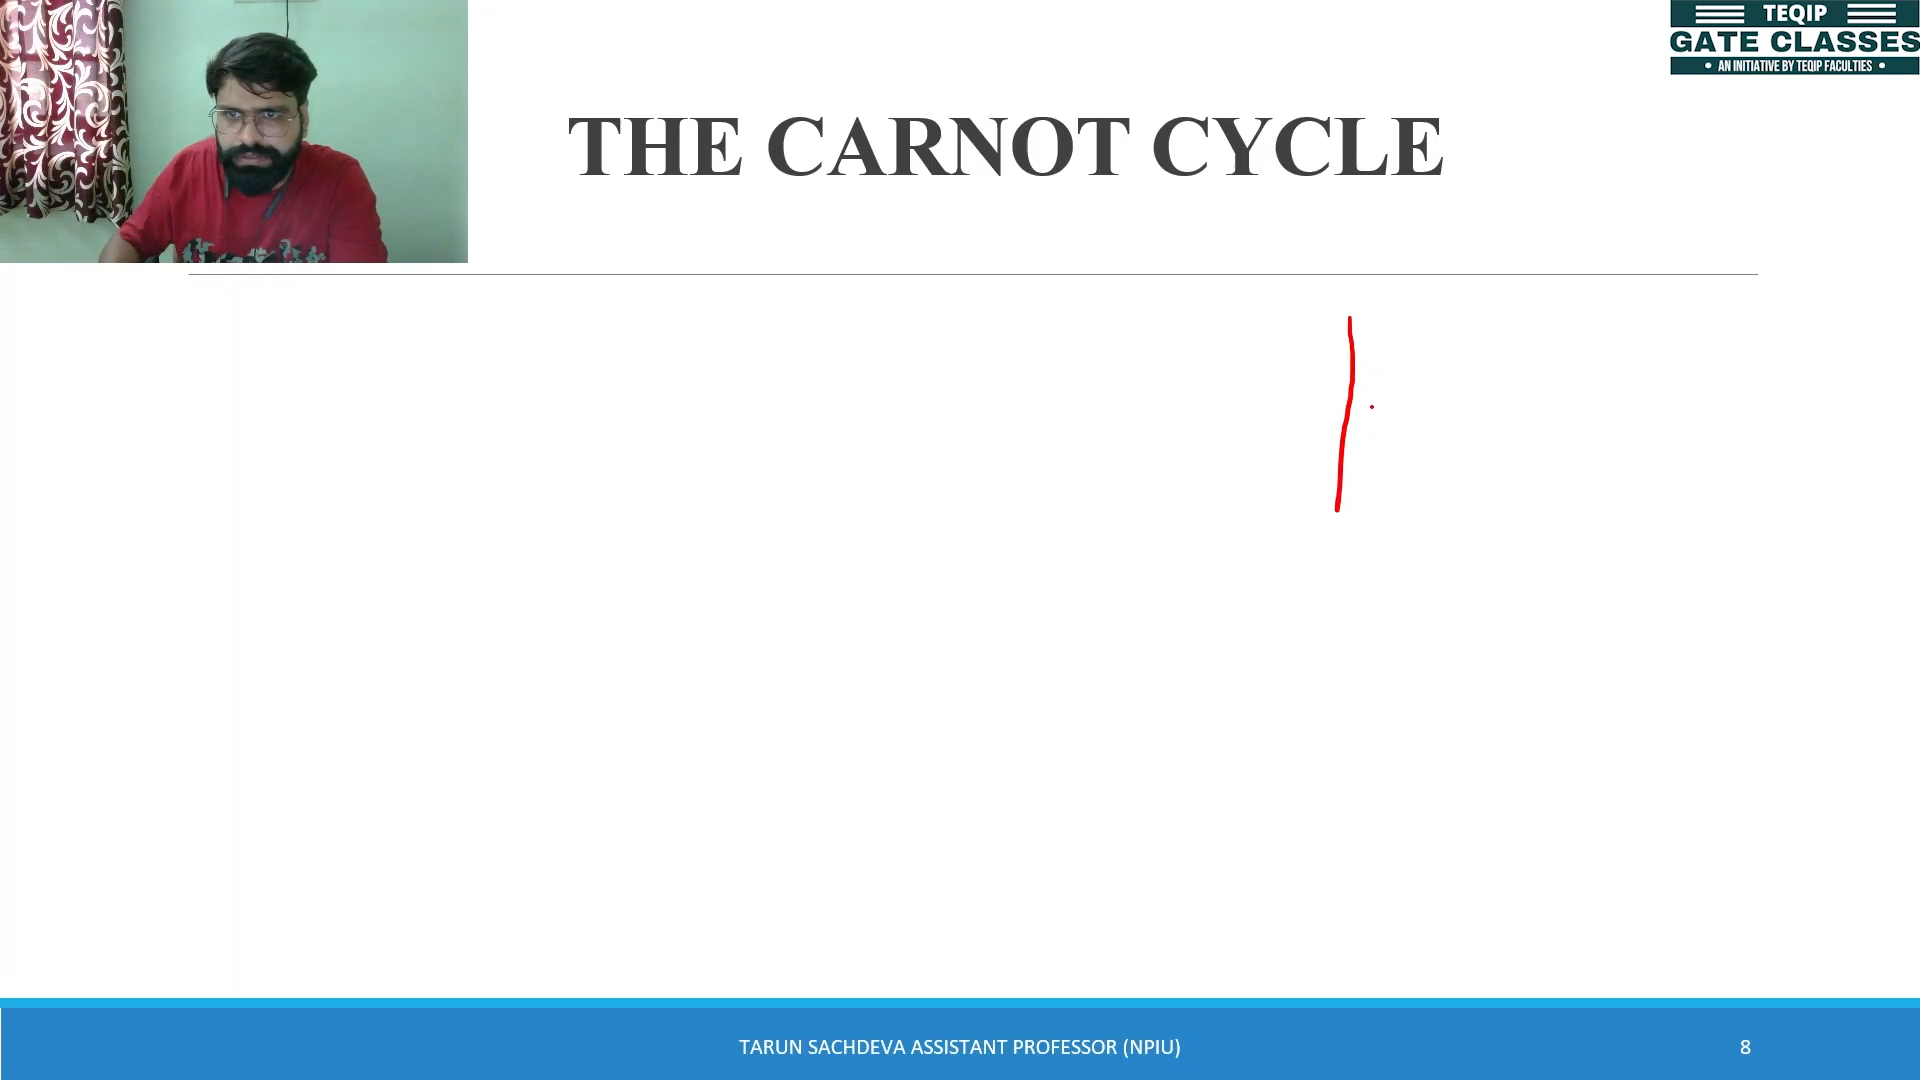 TEQIP
GATE CLASSES
• AN INITIATIVE BY TEQIP FACULTIES •
THE CARNOT CYCLE
TARUN SACHDEVA ASSISTANT PROFESSOR (NPIU)
8